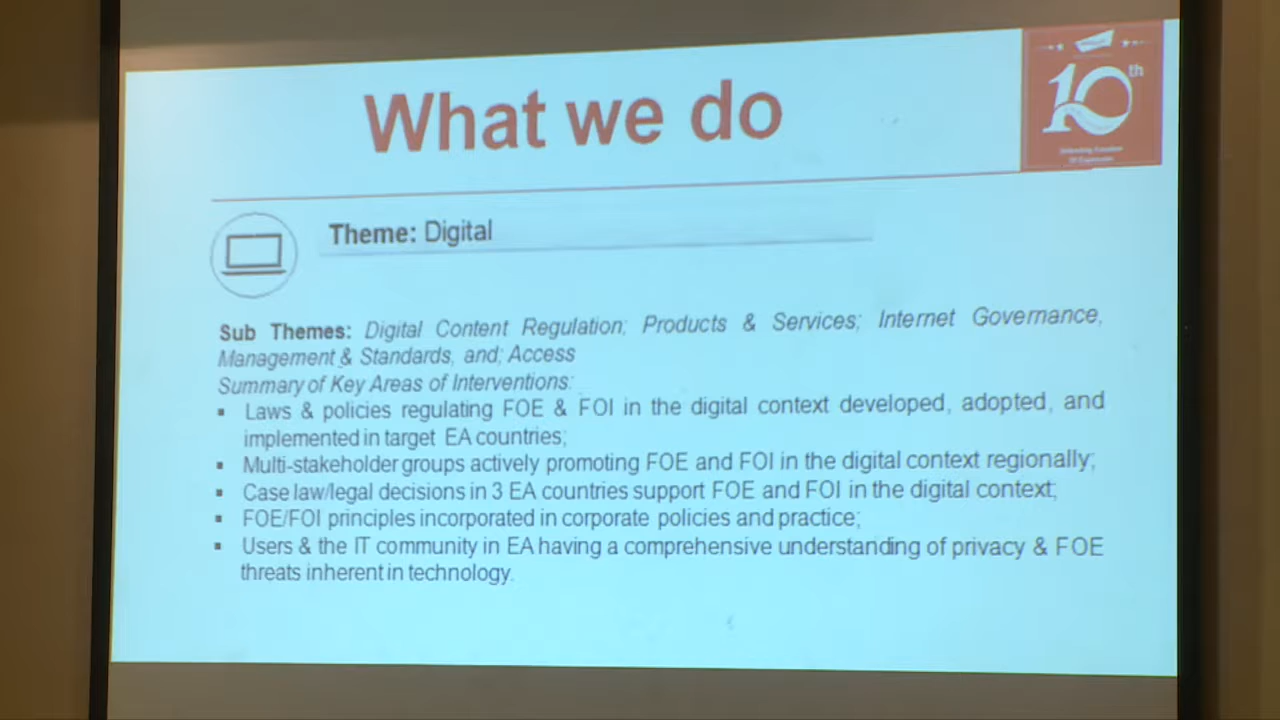 What we do
10th
Theme: Digital
Sub Themes: Digital Content Regulation; Products & Services; Internet Governance,
Management & Standards, and; Access
Summary of Key Areas of Interventions:
▪ Laws & policies regulating FOE & FOI in the digital context developed, adopted, and
implemented in target EA countries;
▪ Multi-stakeholder groups actively promoting FOE and FOI in the digital context regionally;
▪ Case law/legal decisions in 3 EA countries support FOE and FOI in the digital context;
▪ FOE/FOI principles incorporated in corporate policies and practice;
▪ Users & the IT community in EA having a comprehensive understanding of privacy & FOE
threats inherent in technology.